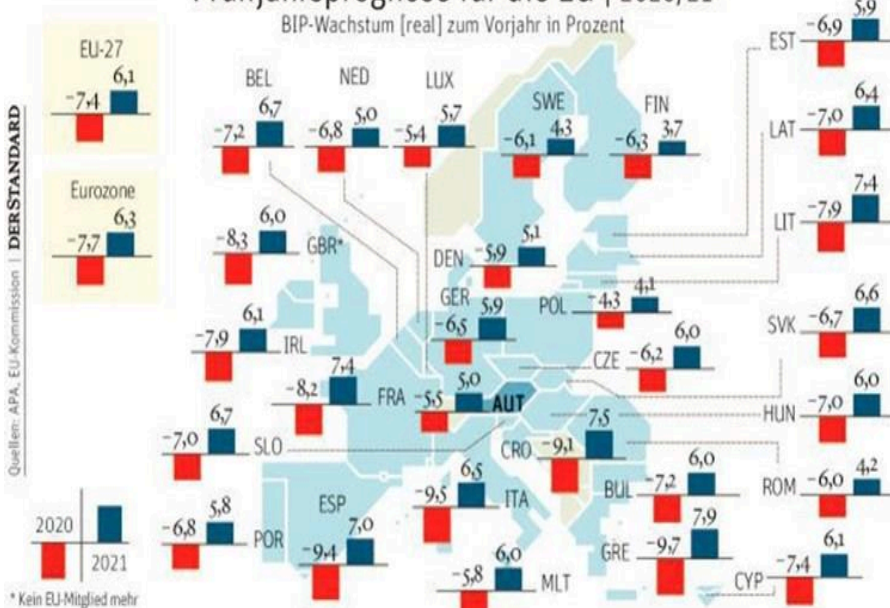 BIP-Wachstum [real] zum Vorjahr in Prozent
EU-27
-7,4 6,1
Eurozone
-7,7 6,3
BEL
-7,2 6,7
NED
-6,8 5,0
LUX
-5,4 5,7
SWE
-6,1 4,3
FIN
-6,3 3,7
EST
-6,9 5,9
LAT
-7,0 6,4
LIT
-7,9 7,4
GBR*
-8,3 6,0
DEN
-5,9 5,1
GER
-6,5 5,9
POL
-4,3 4,1
SVK
-6,7 6,6
IRL
-7,9 6,1
CZE
-6,2 6,0
FRA
-8,2 7,4
AUT
-5,5 5,0
HUN
-7,0 6,0
SLO
-7,0 6,7
CRO
-9,1 7,5
ITA
-9,5 6,5
BUL
-7,2 6,0
ROM
-6,0 4,2
POR
-6,8 5,8
ESP
-9,4 7,0
MLT
-5,8 6,0
GRE
-9,7 7,9
CYP
-7,4 6,1
2020
2021
* Kein EU-Mitglied mehr
Quellen: APA, EU-Kommission | DERSTANDARD